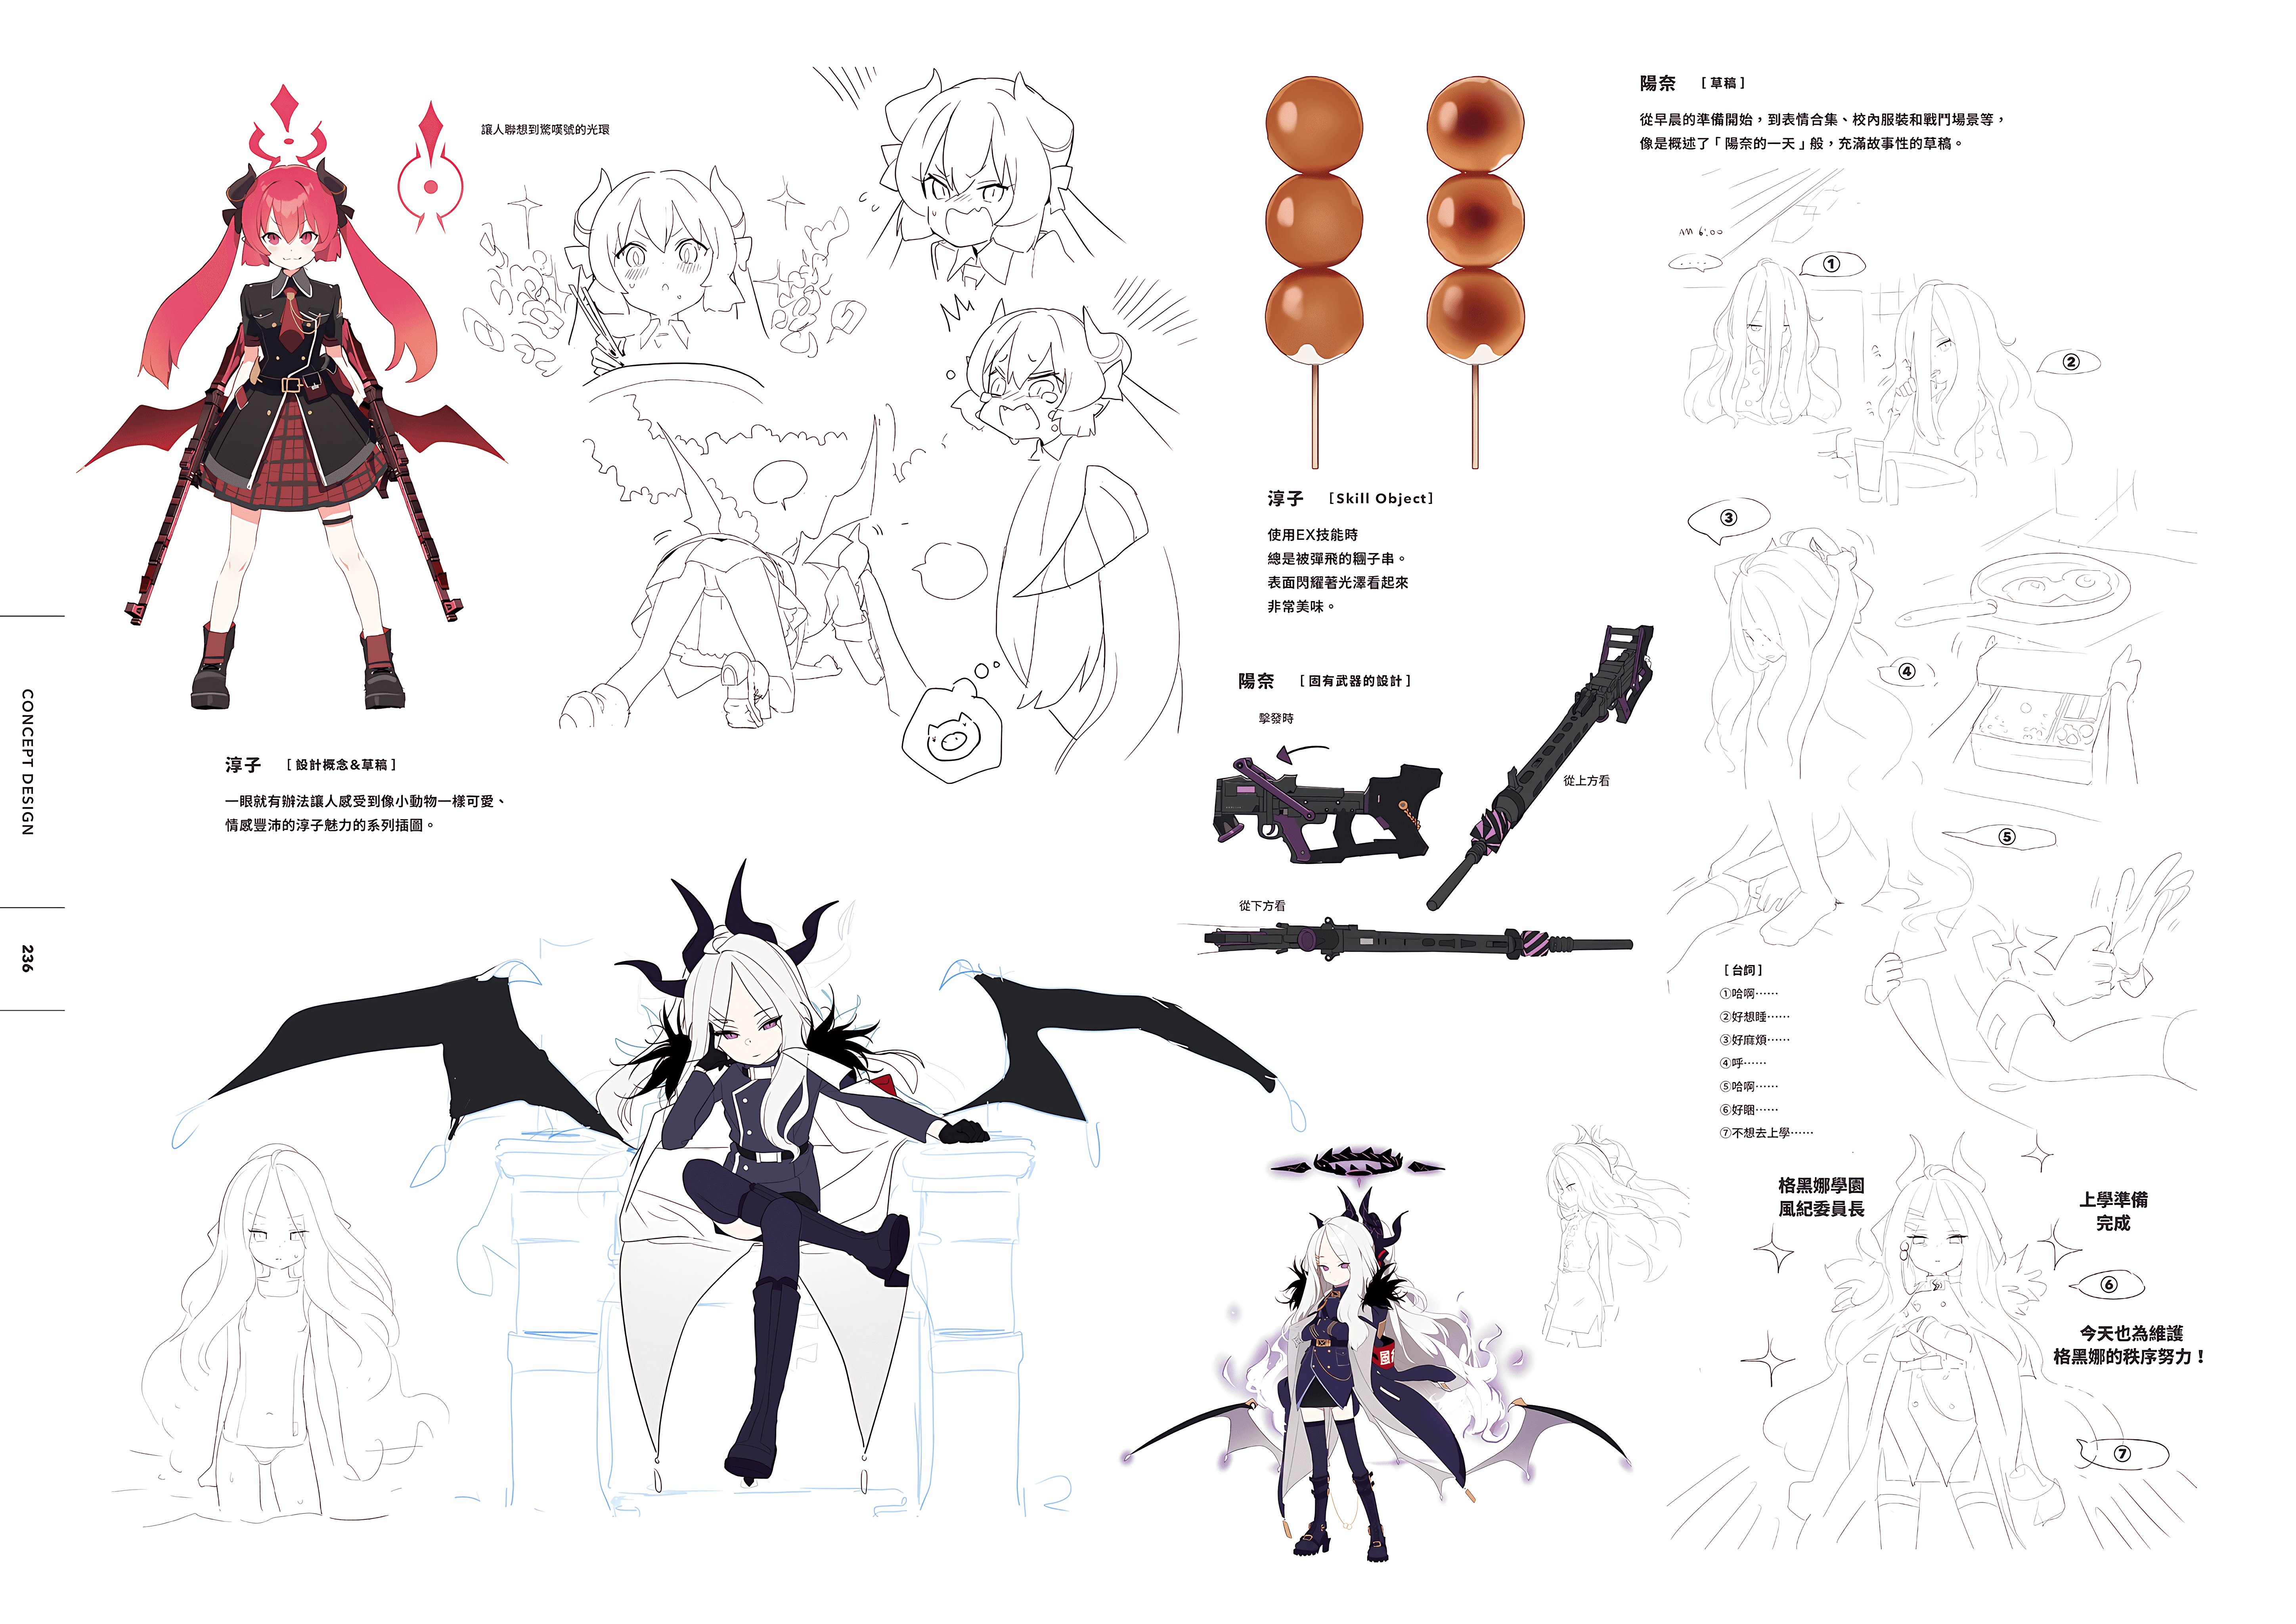 讓人聯想到驚嘆號的光環
淳子 [ 設計概念&草稿 ]
一眼就有辦法讓人感受到像小動物一樣可愛、
情感豐沛的淳子魅力的系列插圖。
CONCEPT DESIGN
236
淳子 [Skill Object]
使用EX技能時
總是被彈飛的糰子串。
表面閃耀著光澤看起來
非常美味。
陽奈 [ 固有武器的設計 ]
擊發時
從上方看
從下方看
陽奈 [ 草稿 ]
從早晨的準備開始，到表情合集、校內服裝和戰鬥場景等，
像是概述了「陽奈的一天」般，充滿故事性的草稿。
AM 6:00
.....
①
②
③
④
⑤
[ 台詞 ]
①哈啊……
②好想睡……
③好麻煩……
④呼……
⑤哈啊……
⑥好睏……
⑦不想去上學……
格黑娜學園
風紀委員長
上學準備
完成
⑥
今天也為維護
格黑娜的秩序努力！
⑦